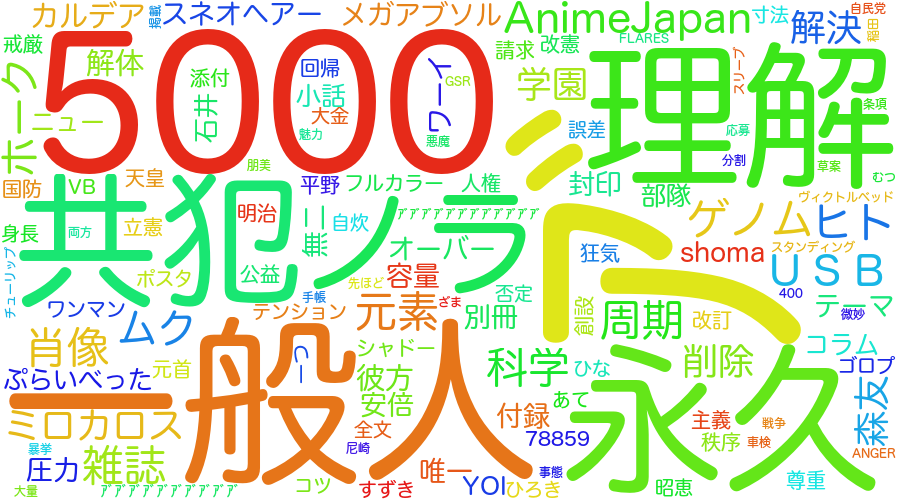 カルデア
掲載
スネオヘアー
メガアブソル
AnimeJapan
寸法
自民党
稲田
戒厳
5000
解体
添付
回帰
小話
大金
魅力
石井
ワーイ
GSR
悪魔
請求
改憲
FLARES
解決
学園
理解
スリープ
条項
誤差
応募
分割
草案
むつ
ホーク
ニュー
朋美
国防
VB
天皇
平野
フルカラー
人権
封印
部隊
ヴィクトルベッド
共犯
ノラ
ゲノム
ヒト
身長
両方
立憲
明治
無二
自炊
ｱﾞｱﾞｱﾞｱﾞｱﾞｱﾞｱﾞｱﾞｱﾞｱﾞ
オーバー
狂気
shoma
スタンディング
USB
チューリップ
ポスタ
公益
先ほど
容量
否定
ミト
400
ワンマン
手帳
テンション
ざま
元素
別冊
創設
周期
改訂
微妙
テーマ
ムク
肖像
一つ
シャドー
コラム
ぷらいべった
元首
彼方
科学
ひな
削除
ゴロプ
一般人
安倍
あて
永久
森友
ミロカロス
全文
付録
主義
戦争
78859
秩序
車検
ANGER
暴挙
圧力
雑誌
尼崎
唯一
事態
大量
ｱﾞｱﾞｱﾞｱﾞｱﾞｱﾞｱﾞｱﾞｱﾞｱﾞ
コツ
すずき
YOI
ひろき
昭恵
尊重